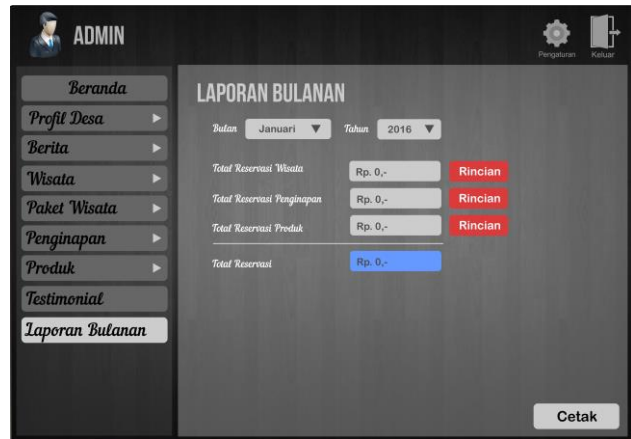 ADMIN
Pengaturan Keluar
Beranda
Profil Desa
Berita
Wisata
Paket Wisata
Penginapan
Produk
Testimonial
Laporan Bulanan
LAPORAN BULANAN
Bulan Januari Tahun 2016
Total Reservasi Wisata Rp. 0,- Rincian
Total Reservasi Penginapan Rp. 0,- Rincian
Total Reservasi Produk Rp. 0,- Rincian
Total Reservasi Rp. 0,-
Cetak